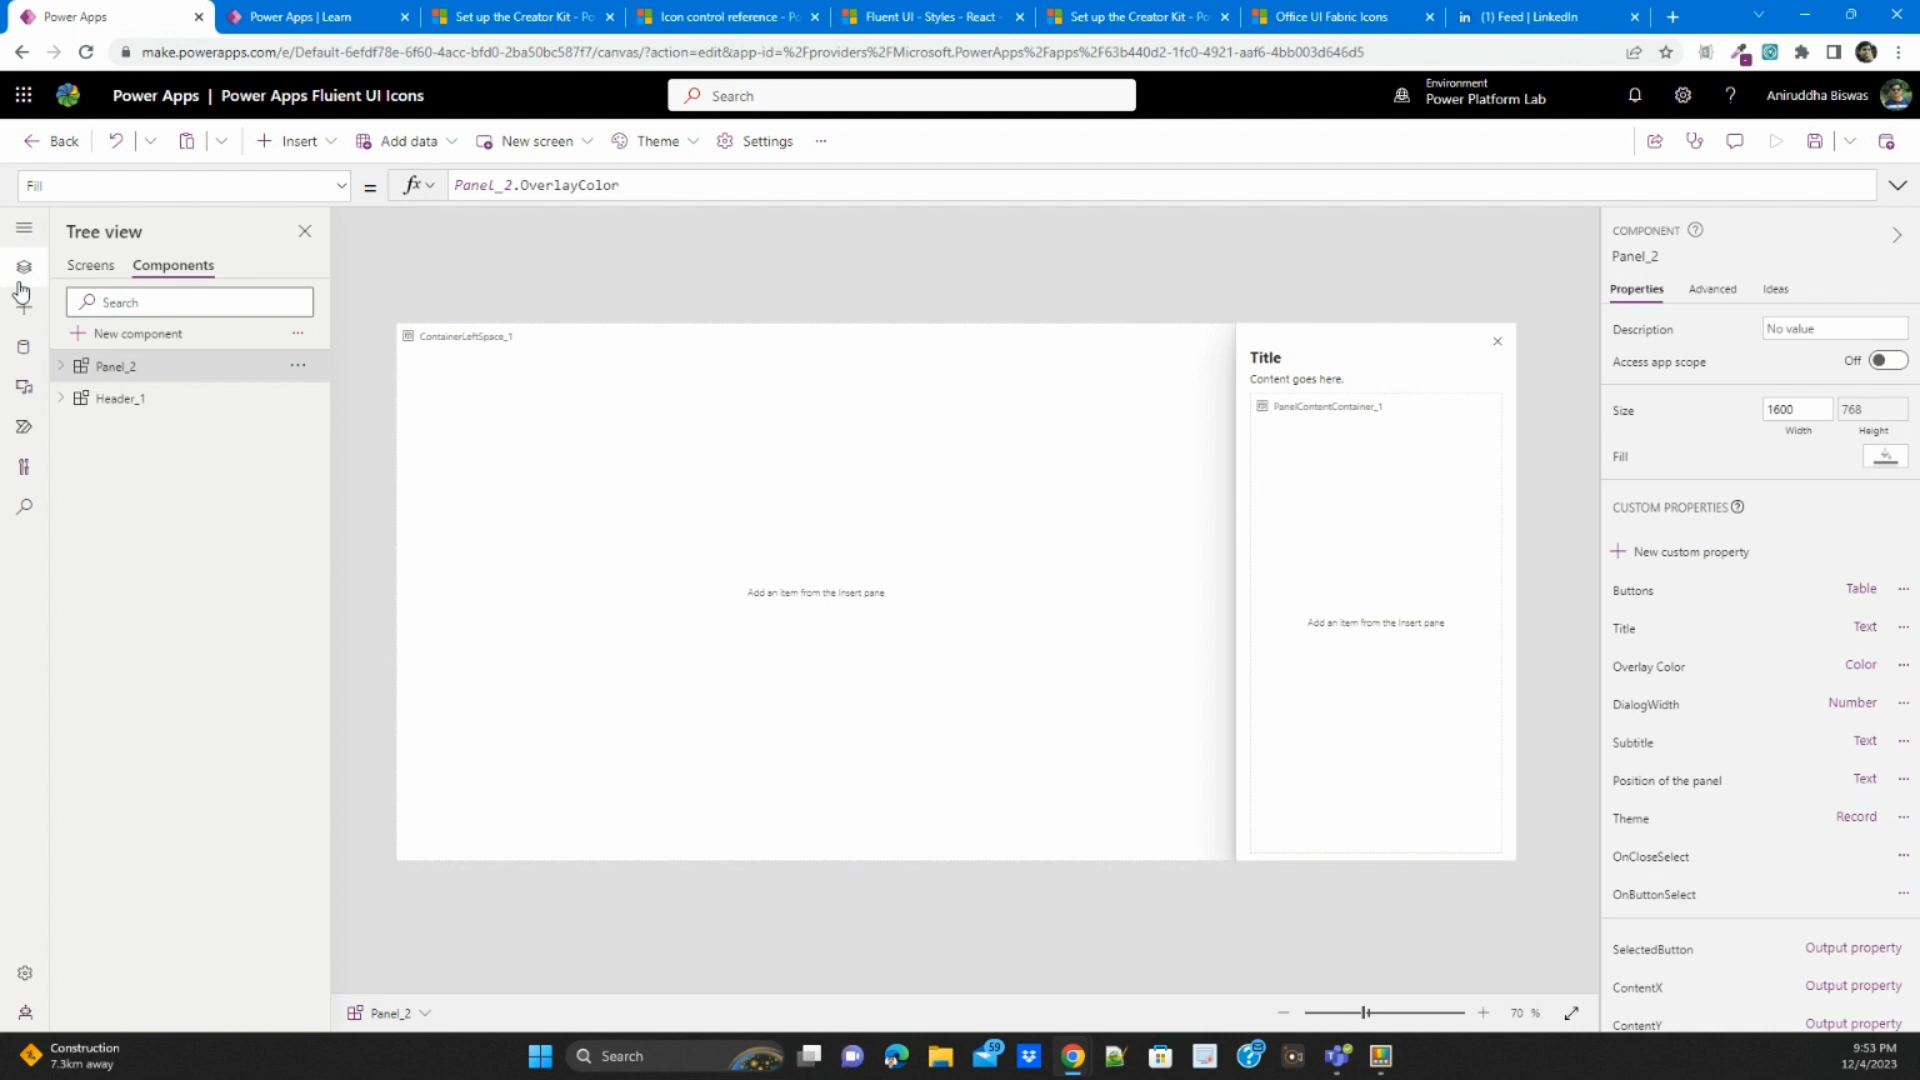 Power Apps
Power Apps | Learn
Set up the Creator Kit - Po
Icon control reference - Po
Fluent UI - Styles - React -
Set up the Creator Kit - Po
Office UI Fabric Icons
(1) Feed | LinkedIn
make.powerapps.com/e/Default-6efdf78e-6f60-4acc-bfd0-2ba50bc587f7/canvas/?action=edit&app-id=%2Fproviders%2FMicrosoft.PowerApps%2Fapps%2F63b440d2-1fc0-4921-aaf6-4bb003d646d5
Power Apps | Power Apps Fluient UI Icons
Search
Environment
Power Platform Lab
Aniruddha Biswas
Back
Insert
Add data
New screen
Theme
Settings
Fill
=
fx
Panel_2.OverlayColor
Tree view
Screens
Components
Search
New component
Panel_2
Header_1
ContainerLeftSpace_1
Add an item from the Insert pane
Title
Content goes here.
PanelContentContainer_1
Add an item from the Insert pane
COMPONENT
Panel_2
Properties
Advanced
Ideas
Description
No value
Access app scope
Off
Size
1600
768
Width
Height
Fill
CUSTOM PROPERTIES
New custom property
Buttons
Table
Title
Text
Overlay Color
Color
DialogWidth
Number
Subtitle
Text
Position of the panel
Text
Theme
Record
OnCloseSelect
OnButtonSelect
SelectedButton
Output property
ContentX
Output property
ContentY
Output property
Panel_2
70 %
Construction
7.3km away
Search
59
9:53 PM
12/4/2023